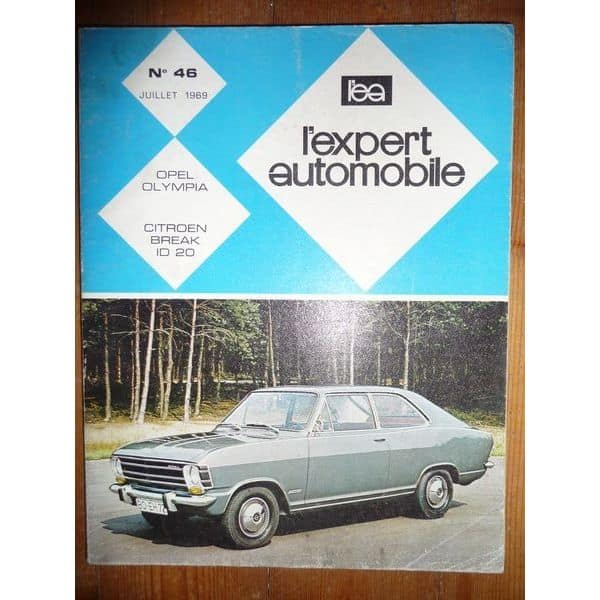 N° 46
JUILLET 1969
OPEL
OLYMPIA
CITROEN
BREAK
ID 20
l'ea
l'expert
automobile